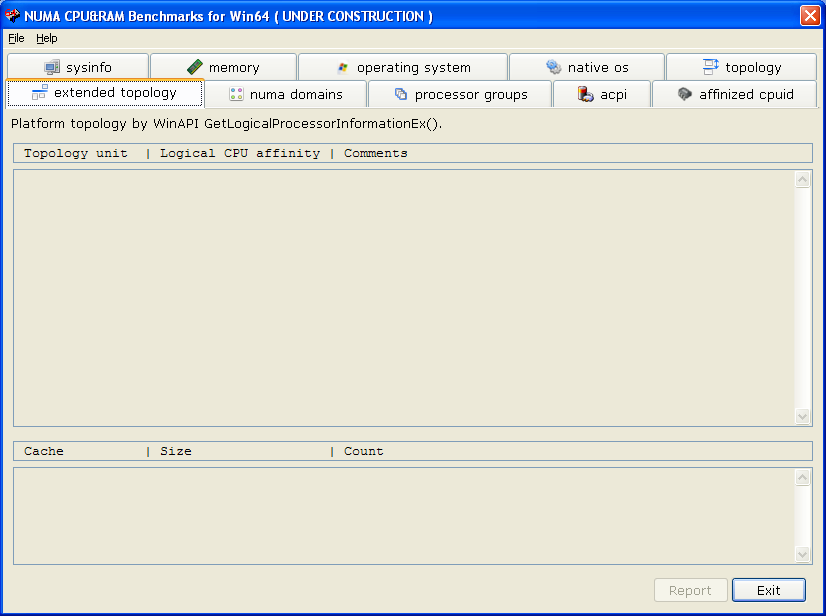 NUMA CPU&RAM Benchmarks for Win64 ( UNDER CONSTRUCTION )
File Help
sysinfo memory operating system native os topology
extended topology numa domains processor groups acpi affinized cpuid
Platform topology by WinAPI GetLogicalProcessorInformationEx().
Topology unit | Logical CPU affinity | Comments
Cache | Size | Count
Report Exit